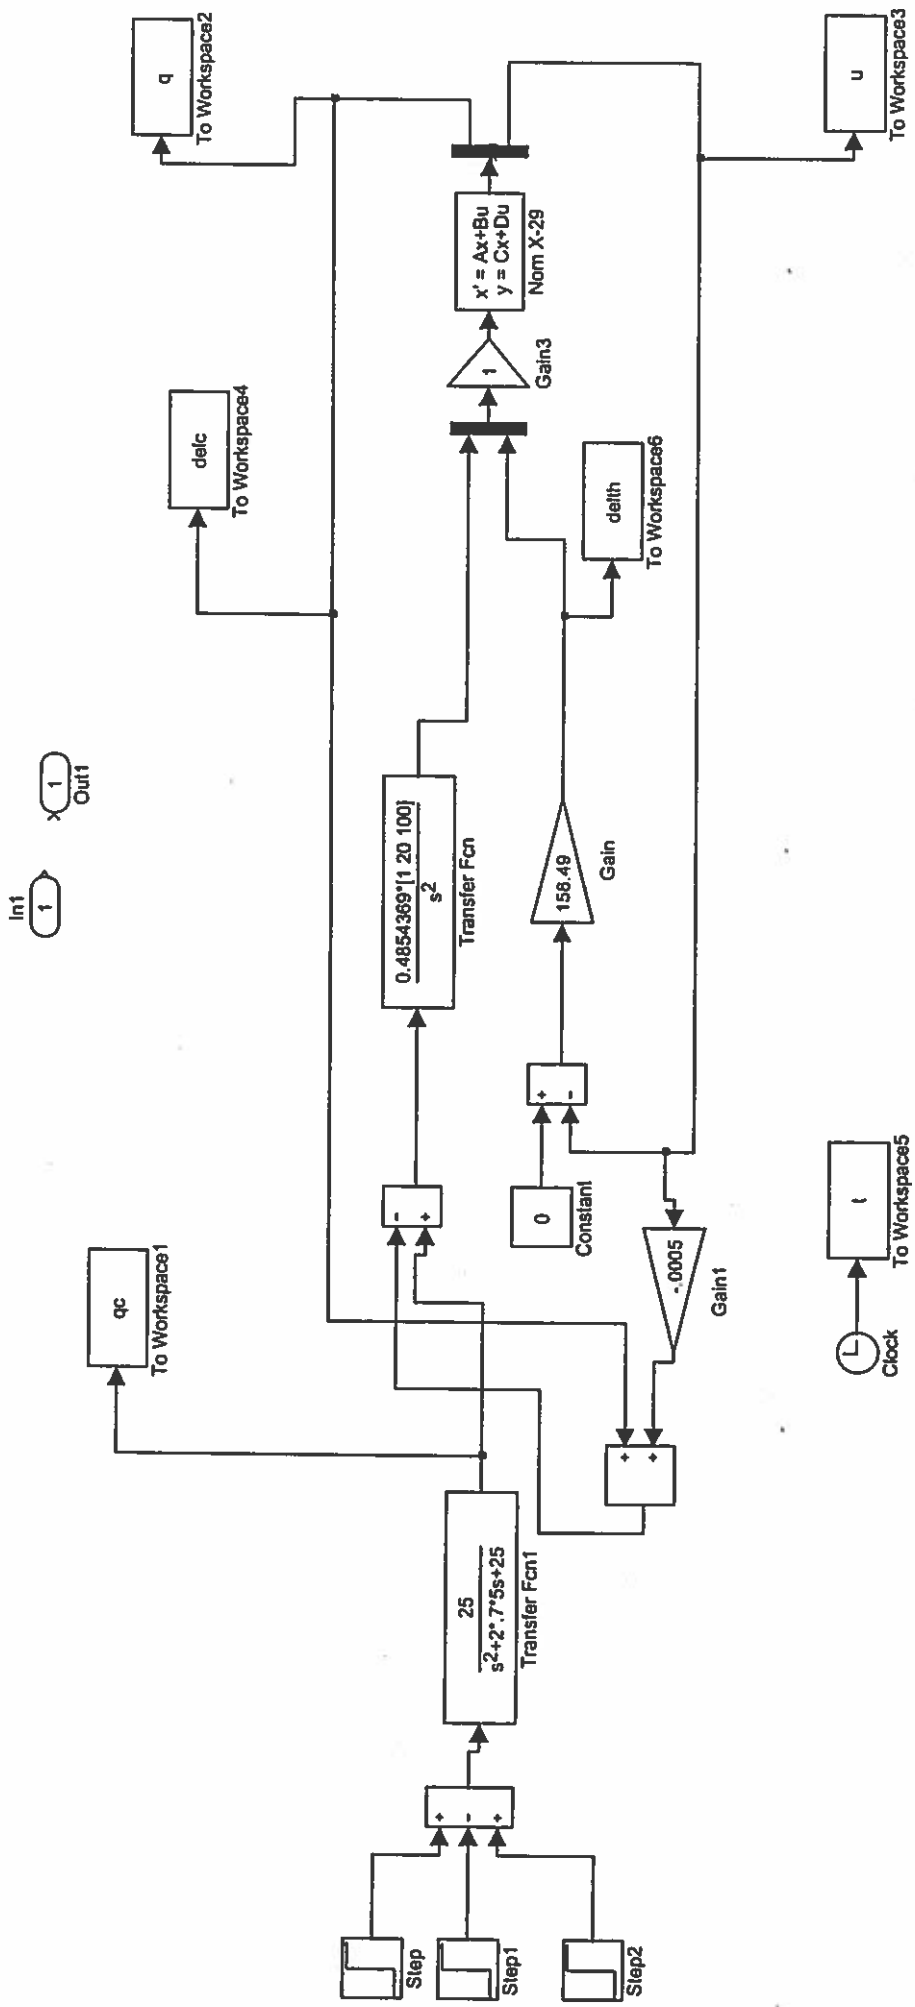 In1
1
1
Out1
q
To Workspace2
delc
To Workspace4
qc
To Workspace1
0.4854369*[1 20 100]
s2
Transfer Fcn
1
Gain3
x' = Ax+Bu
y = Cx+Du
Nom X-29
Step
Step1
Step2
+
-
+
25
s2+2*.7*5s+25
Transfer Fcn1
-
+
0
Constant
+
-
158.49
Gain
delth
To Workspace6
+
+
-.0005
Gain1
u
To Workspace3
Clock
t
To Workspace5